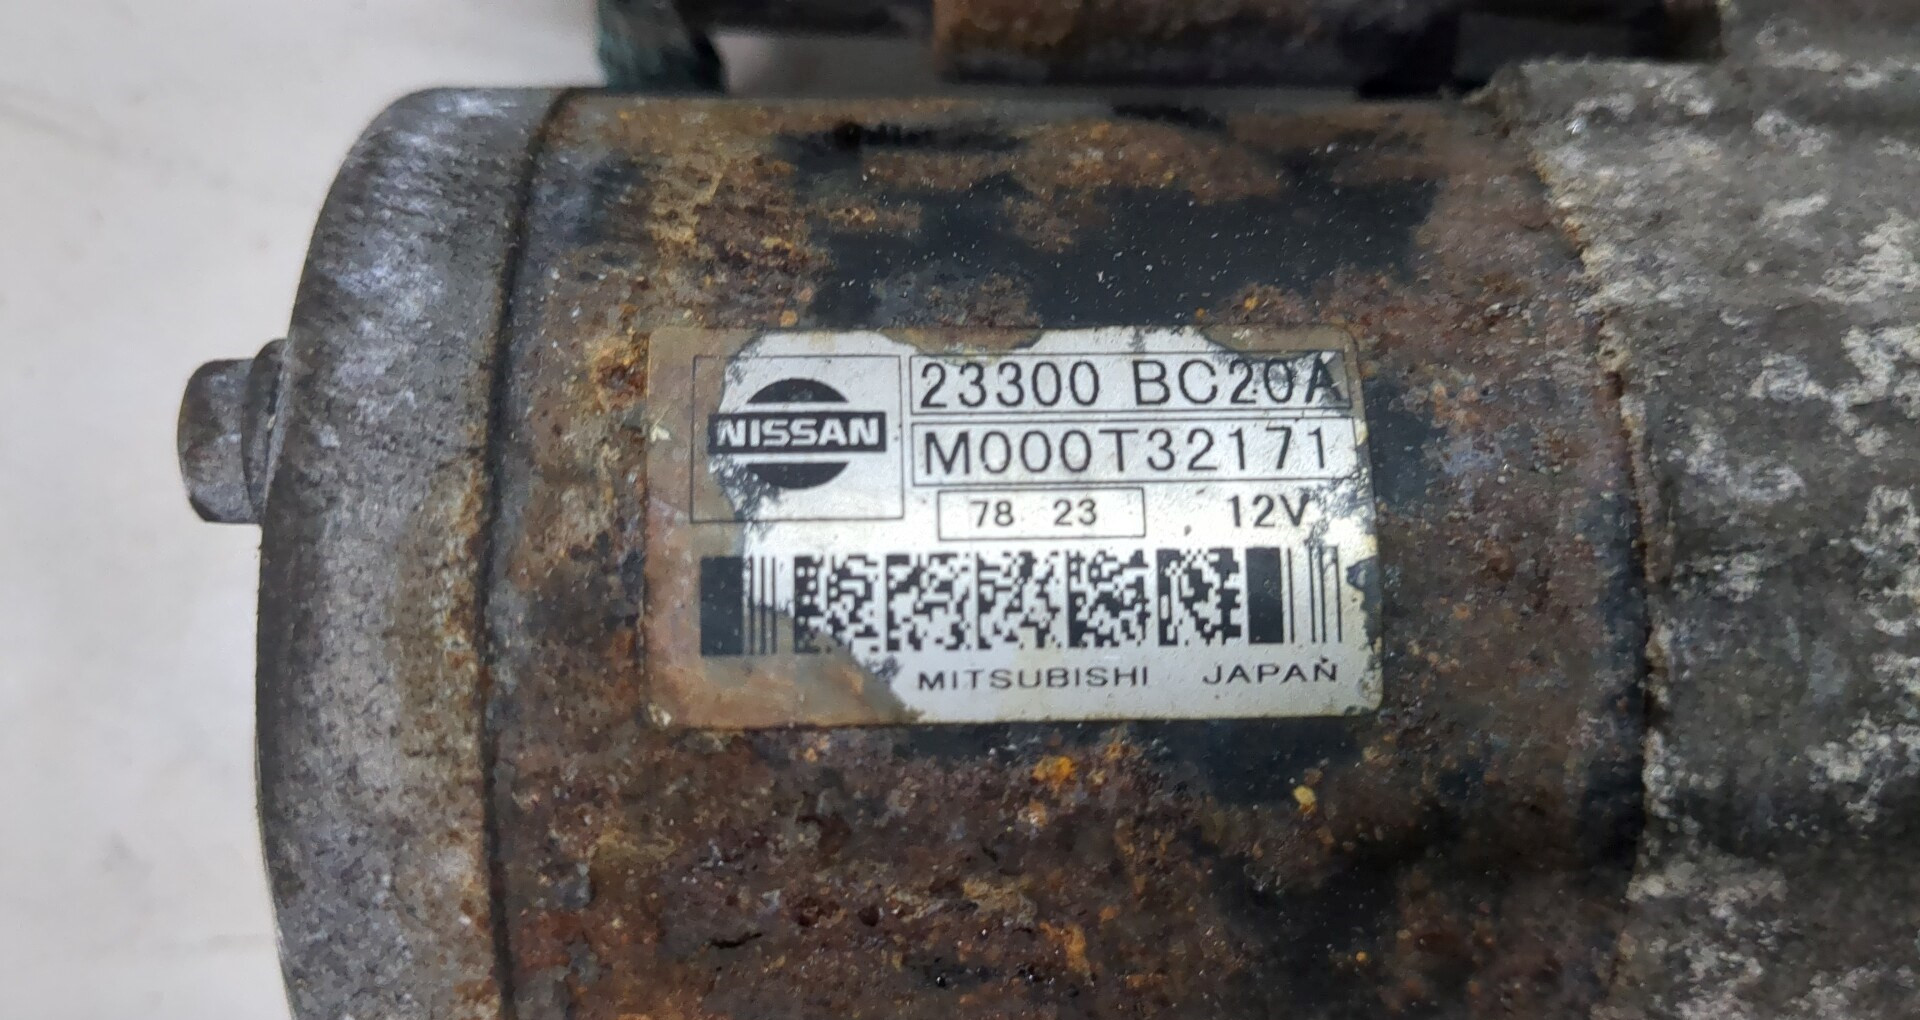 NISSAN
23300 BC20A
M000T32171
78 23 12V
MITSUBISHI JAPAN